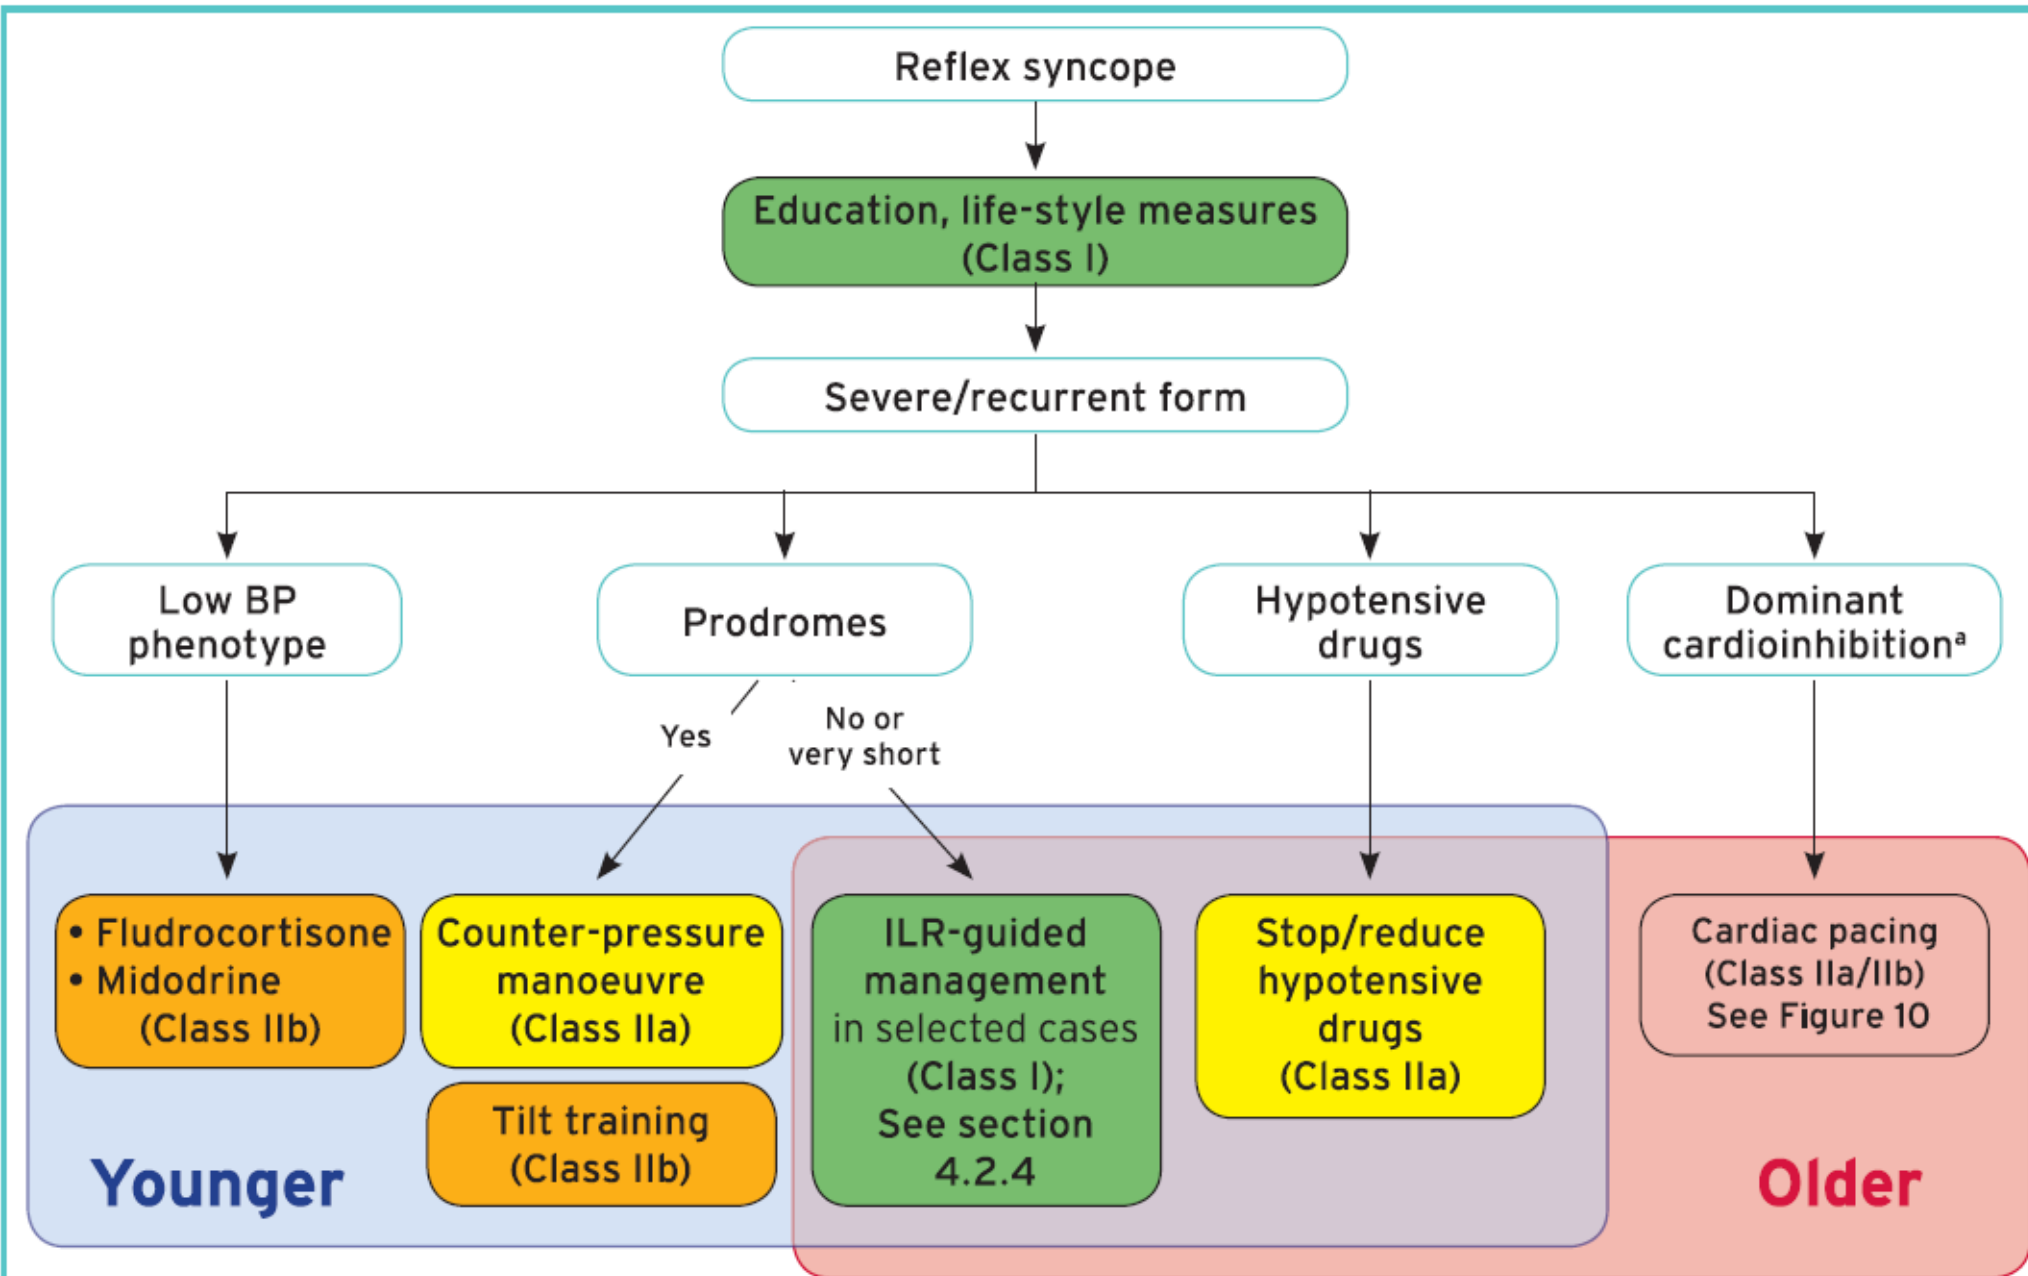 Reflex syncope
Education, life-style measures
(Class I)
Severe/recurrent form
Low BP
phenotype
Prodromes
Hypotensive
drugs
Dominant
cardioinhibitionᵃ
Yes
No or
very short
• Fludrocortisone
• Midodrine
(Class IIb)
Counter-pressure
manoeuvre
(Class IIa)
Tilt training
(Class IIb)
ILR-guided
management
in selected cases
(Class I);
See section
4.2.4
Stop/reduce
hypotensive
drugs
(Class IIa)
Cardiac pacing
(Class IIa/IIb)
See Figure 10
Younger
Older